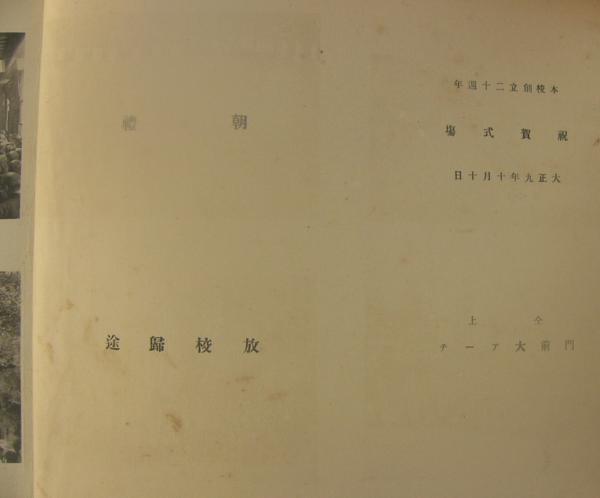 本校創立二十週年
祝賀式場
大正九年十月十日
仝上
門前大アーチ
朝禮
放校歸途